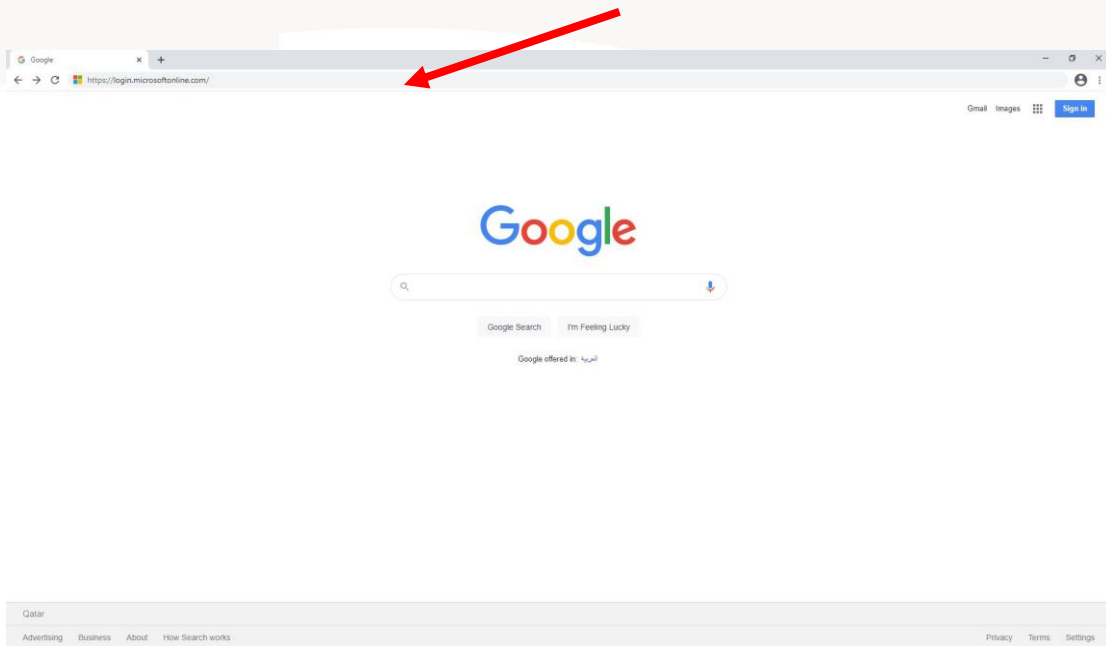 Google
https://login.microsoftonline.com/
Gmail Images Sign in
Google
Google Search I'm Feeling Lucky
Google offered in: العربية
Qatar
Advertising Business About How Search works Privacy Terms Settings